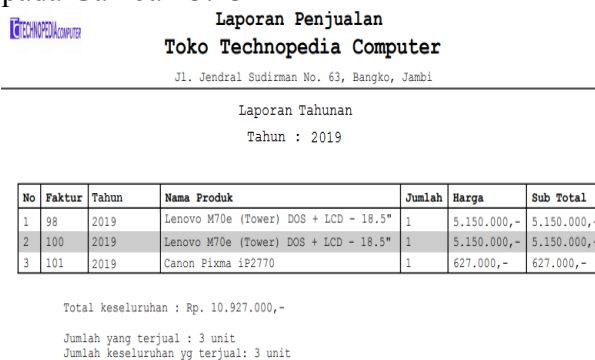 Laporan Penjualan
TECHNOPEDIACOMPUTER
Toko Technopedia Computer
Jl. Jendral Sudirman No. 63, Bangko, Jambi
Laporan Tahunan
Tahun : 2019
No Faktur Tahun Nama Produk Jumlah Harga Sub Total
1 98 2019 Lenovo M70e (Tower) DOS + LCD - 18.5" 1 5.150.000,- 5.150.000,-
2 100 2019 Lenovo M70e (Tower) DOS + LCD - 18.5" 1 5.150.000,- 5.150.000,-
3 101 2019 Canon Pixma iP2770 1 627.000,- 627.000,-
Total keseluruhan : Rp. 10.927.000,-
Jumlah yang terjual : 3 unit
Jumlah keseluruhan yg terjual: 3 unit